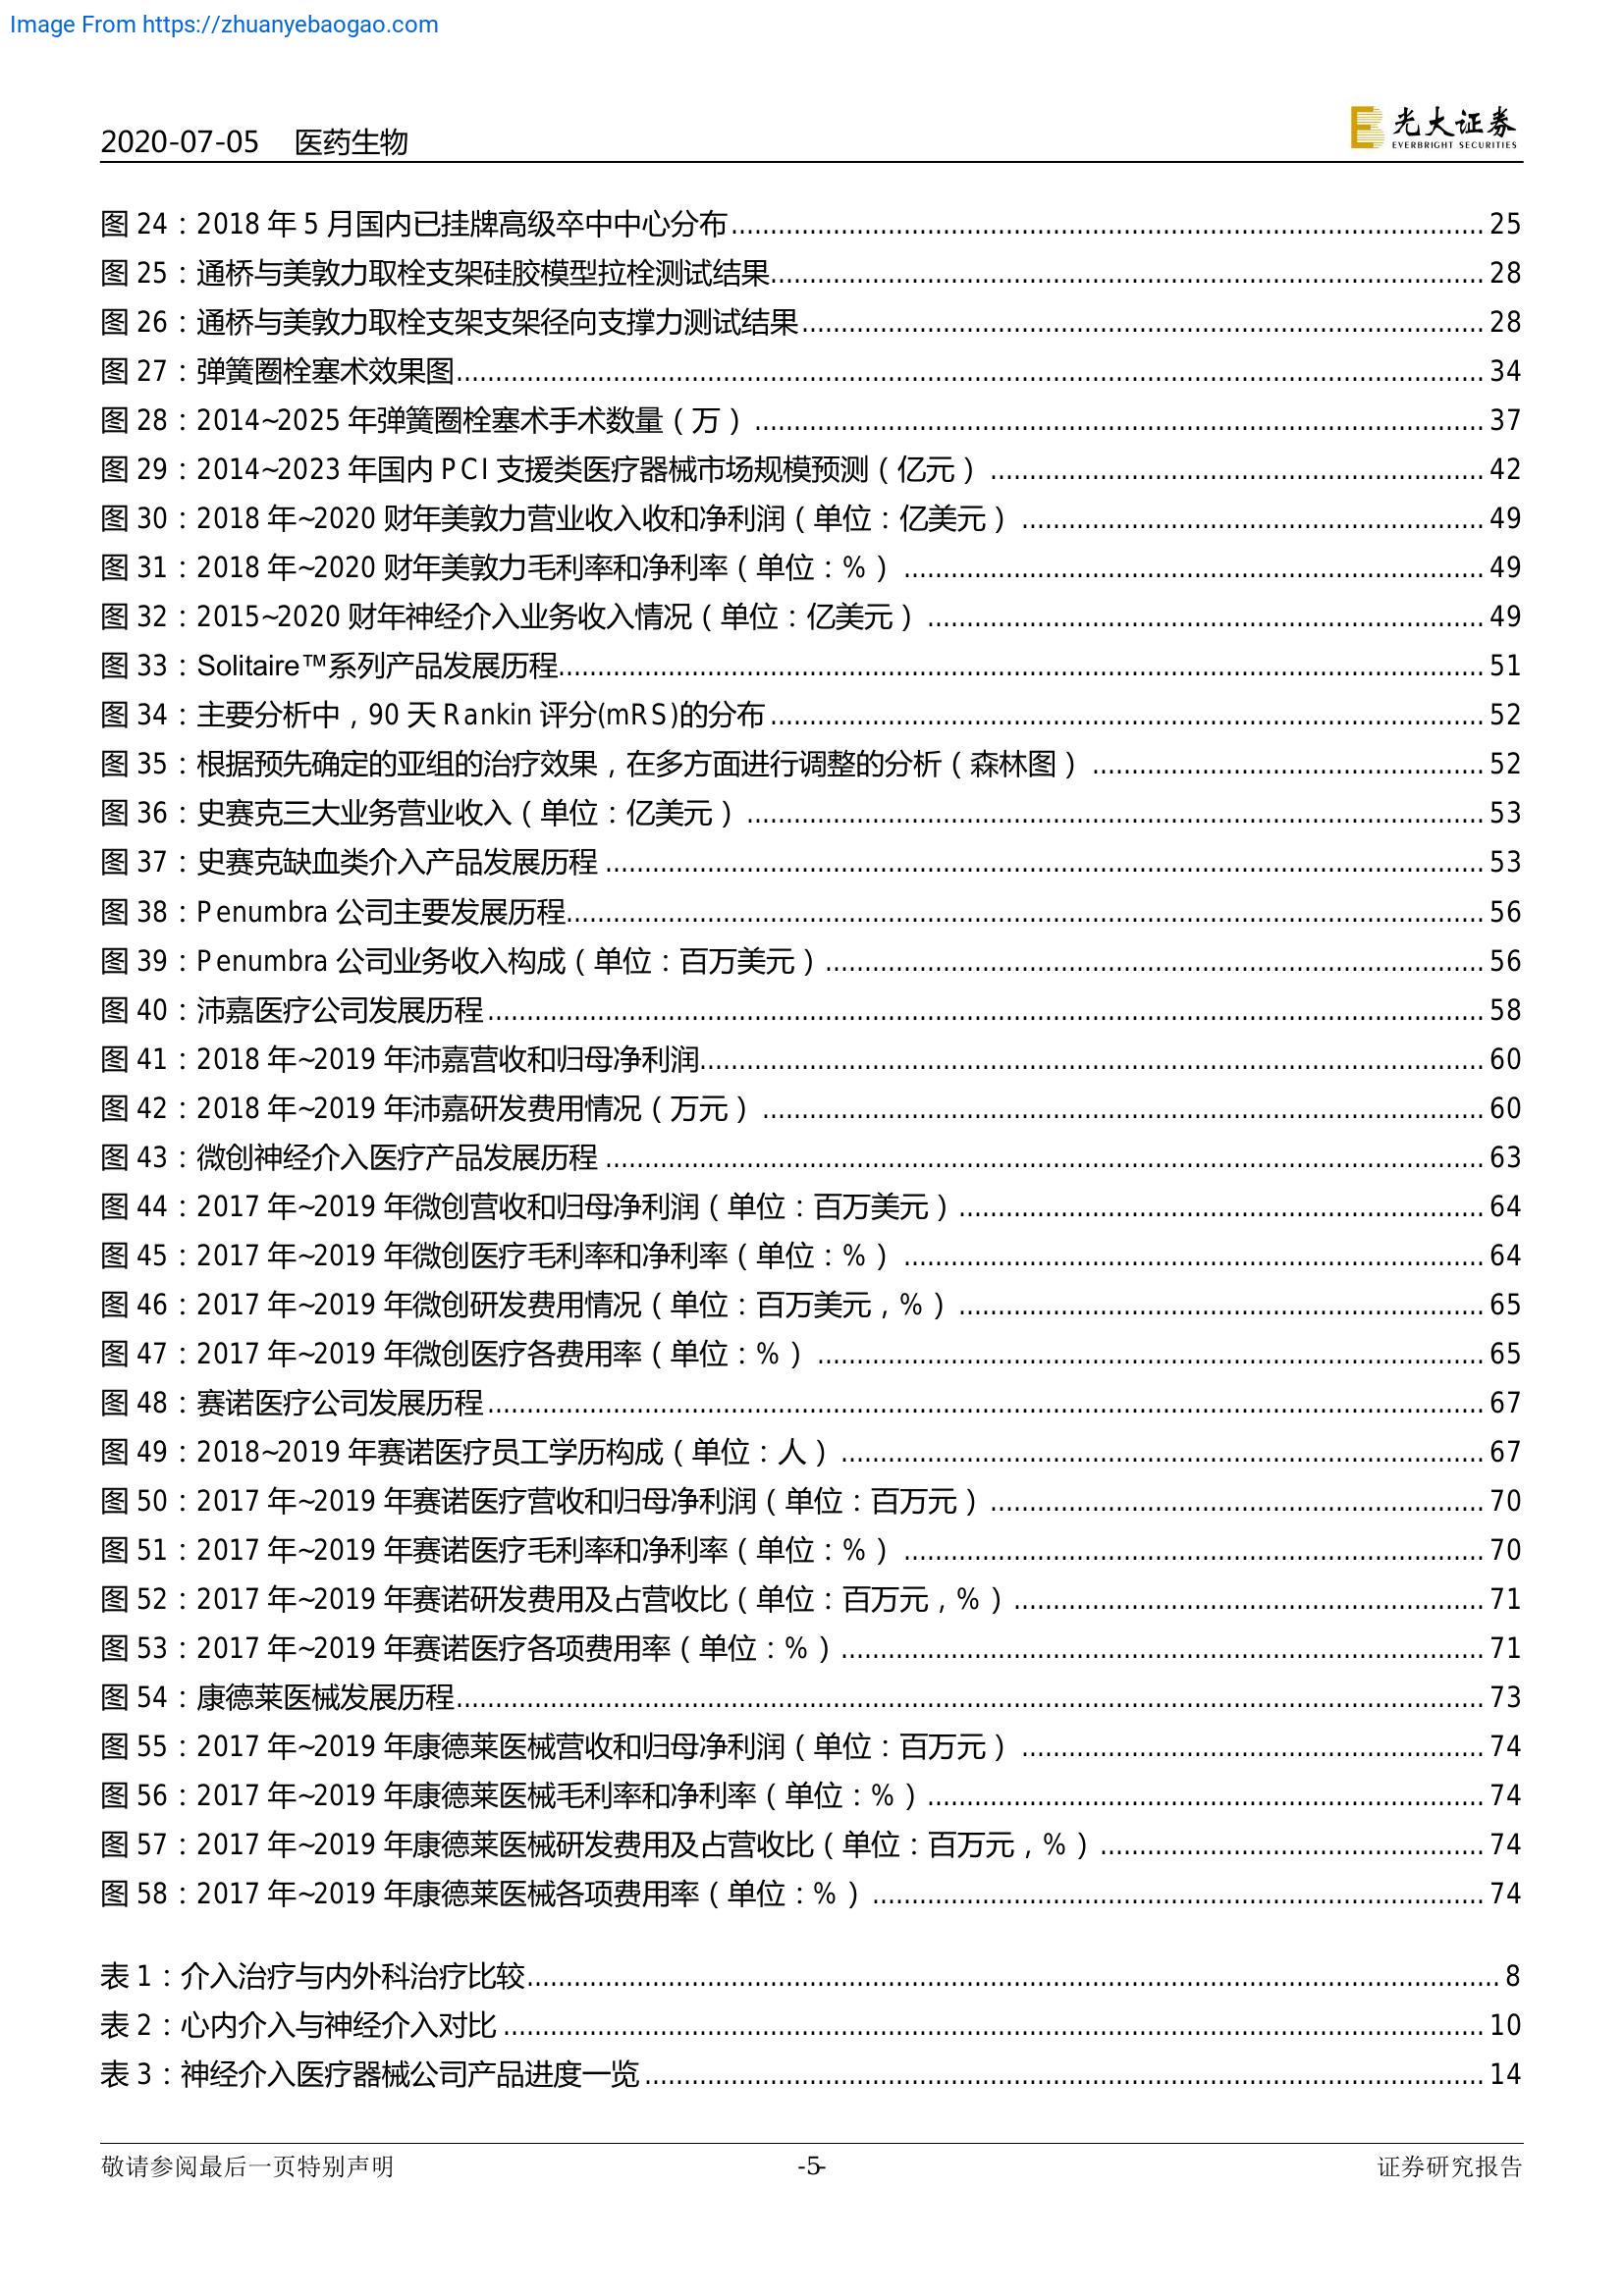 Image From https://zhuanyebaogao.com
2020-07-05 医药生物
光大证券
EVERBRIGHT SECURITIES
图 24：2018 年 5 月国内已挂牌高级卒中中心分布 25
图 25：通桥与美敦力取栓支架硅胶模型拉栓测试结果 28
图 26：通桥与美敦力取栓支架支架径向支撑力测试结果 28
图 27：弹簧圈栓塞术效果图 34
图 28：2014~2025 年弹簧圈栓塞术手术数量（万） 37
图 29：2014~2023 年国内 PCI 支援类医疗器械市场规模预测（亿元） 42
图 30：2018 年~2020 财年美敦力营业收入收和净利润（单位：亿美元） 49
图 31：2018 年~2020 财年美敦力毛利率和净利率（单位：%） 49
图 32：2015~2020 财年神经介入业务收入情况（单位：亿美元） 49
图 33：Solitaire™系列产品发展历程 51
图 34：主要分析中，90 天 Rankin 评分(mRS)的分布 52
图 35：根据预先确定的亚组的治疗效果，在多方面进行调整的分析（森林图） 52
图 36：史赛克三大业务营业收入（单位：亿美元） 53
图 37：史赛克缺血类介入产品发展历程 53
图 38：Penumbra 公司主要发展历程 56
图 39：Penumbra 公司业务收入构成（单位：百万美元） 56
图 40：沛嘉医疗公司发展历程 58
图 41：2018 年~2019 年沛嘉营收和归母净利润 60
图 42：2018 年~2019 年沛嘉研发费用情况（万元） 60
图 43：微创神经介入医疗产品发展历程 63
图 44：2017 年~2019 年微创营收和归母净利润（单位：百万美元） 64
图 45：2017 年~2019 年微创医疗毛利率和净利率（单位：%） 64
图 46：2017 年~2019 年微创研发费用情况（单位：百万美元，%） 65
图 47：2017 年~2019 年微创医疗各费用率（单位：%） 65
图 48：赛诺医疗公司发展历程 67
图 49：2018~2019 年赛诺医疗员工学历构成（单位：人） 67
图 50：2017 年~2019 年赛诺医疗营收和归母净利润（单位：百万元） 70
图 51：2017 年~2019 年赛诺医疗毛利率和净利率（单位：%） 70
图 52：2017 年~2019 年赛诺研发费用及占营收比（单位：百万元，%） 71
图 53：2017 年~2019 年赛诺医疗各项费用率（单位：%） 71
图 54：康德莱医械发展历程 73
图 55：2017 年~2019 年康德莱医械营收和归母净利润（单位：百万元） 74
图 56：2017 年~2019 年康德莱医械毛利率和净利率（单位：%） 74
图 57：2017 年~2019 年康德莱医械研发费用及占营收比（单位：百万元，%） 74
图 58：2017 年~2019 年康德莱医械各项费用率（单位：%） 74
表 1：介入治疗与内外科治疗比较 8
表 2：心内介入与神经介入对比 10
表 3：神经介入医疗器械公司产品进度一览 14
敬请参阅最后一页特别声明 -5- 证券研究报告